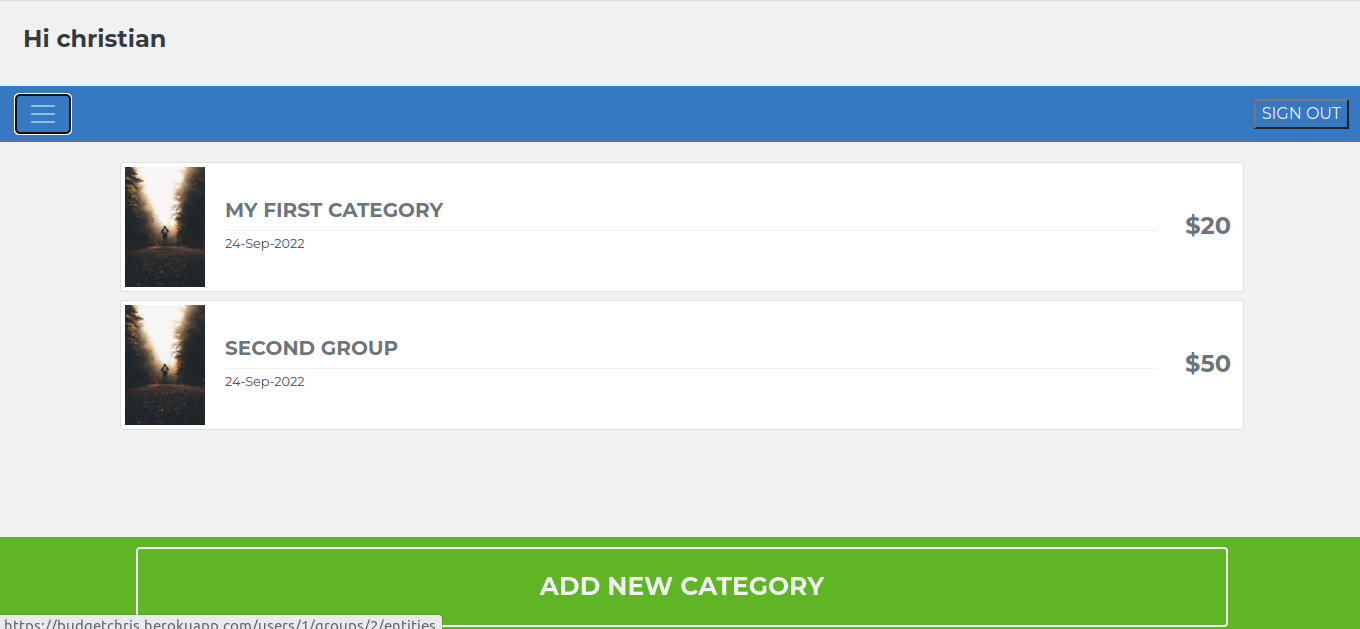 Hi christian
SIGN OUT
MY FIRST CATEGORY
24-Sep-2022
$20
SECOND GROUP
24-Sep-2022
$50
ADD NEW CATEGORY
https://budgetchris.herokuapp.com/users/1/groups/2/entities